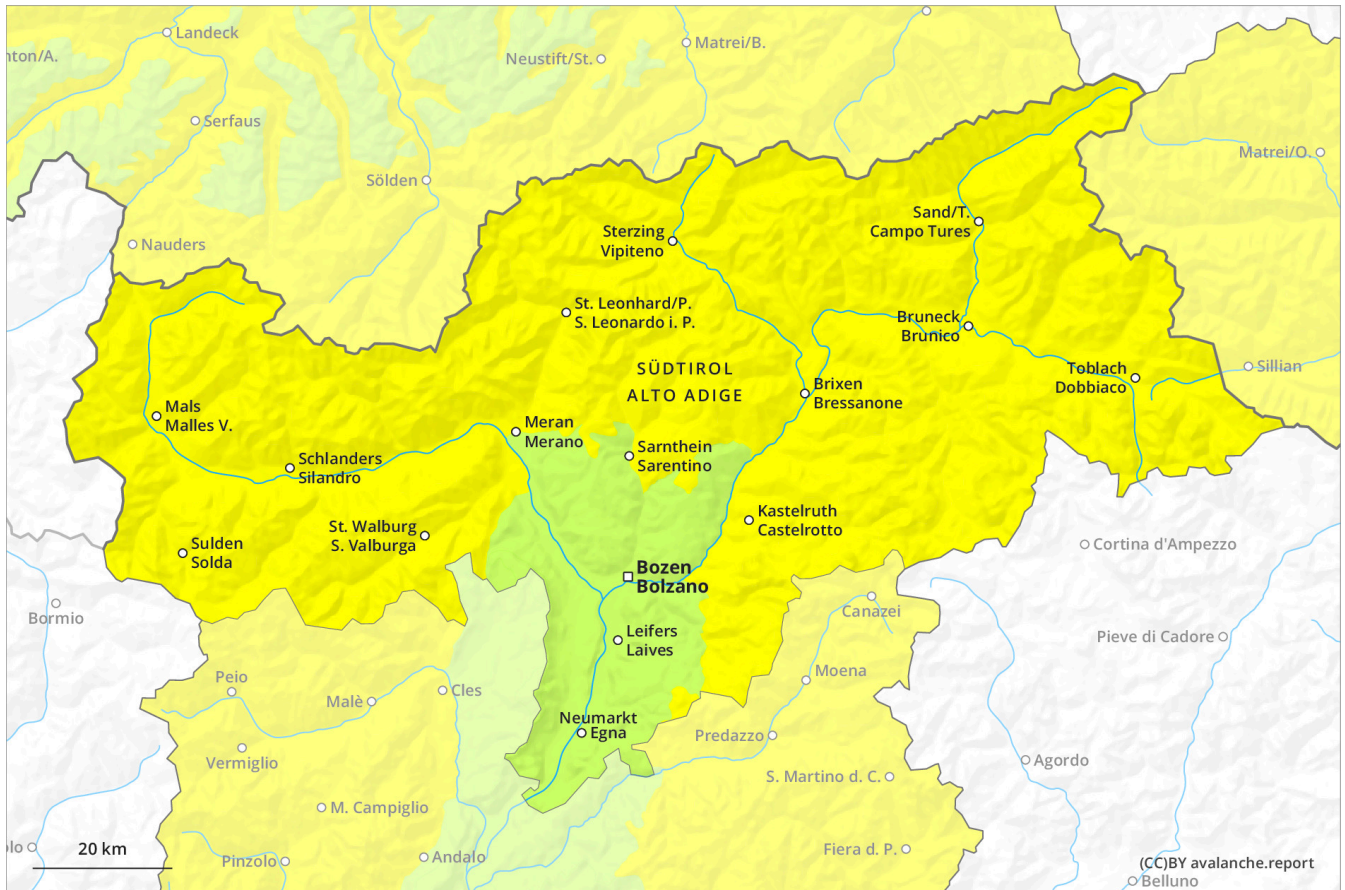 Landeck
nton/A.
Matrei/B.
Neustift/St.
Serfaus
Matrei/O.
Sölden
Sand/T.
Campo Tures
Sterzing
Vipiteno
Nauders
St. Leonhard/P.
S. Leonardo i. P.
Bruneck
Brunico
SÜDTIROL
ALTO ADIGE
Toblach
Dobbiaco
Sillian
Brixen
Bressanone
Mals
Malles V.
Meran
Merano
Sarnthein
Sarentino
Schlanders
Silandro
Kastelruth
Castelrotto
St. Walburg
S. Valburga
Sulden
Solda
Cortina d'Ampezzo
Bozen
Bolzano
Bormio
Canazei
Leifers
Laives
Pieve di Cadore
Moena
Peio
Cles
Malè
Neumarkt
Egna
Predazzo
Vermiglio
Agordo
S. Martino d. C.
M. Campiglio
olo
20 km
Pinzolo
Andalo
Fiera d. P.
(CC)BY avalanche.report
Belluno